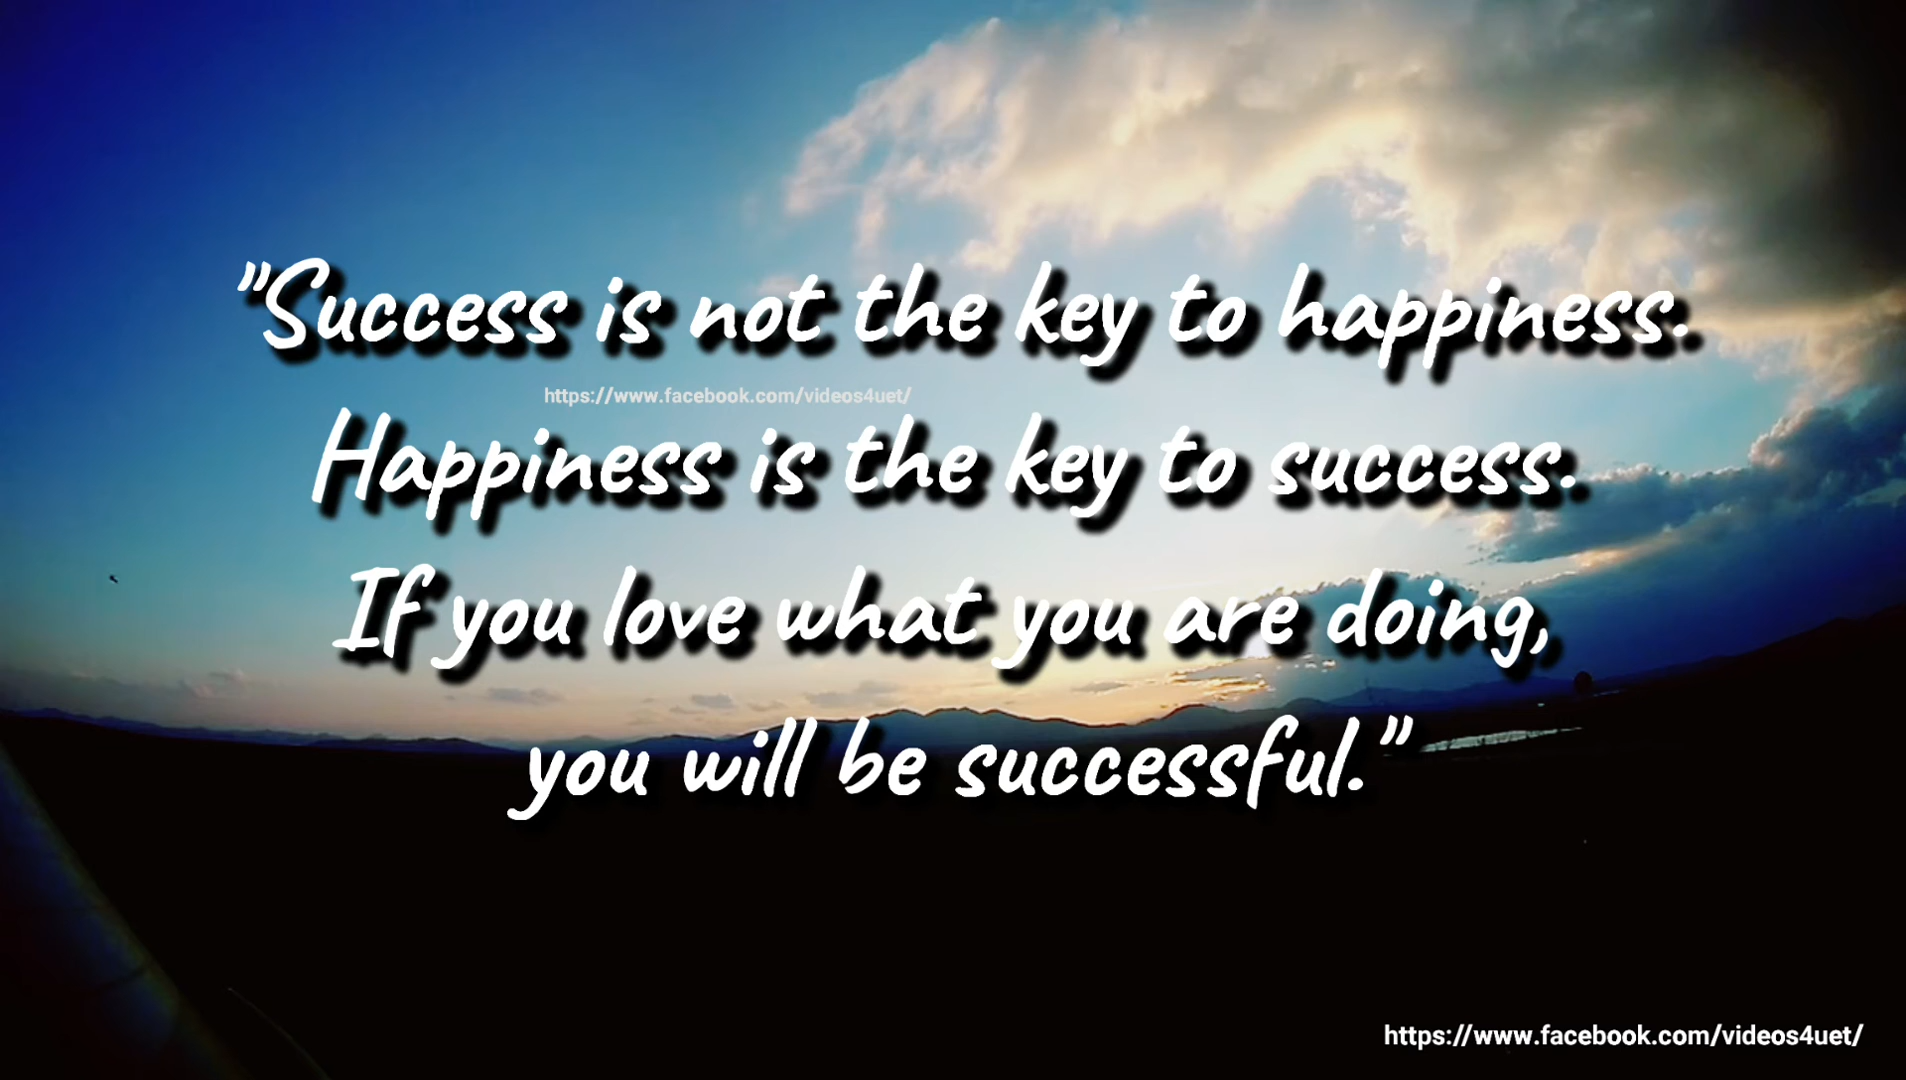 "Success is not the key to happiness.
https://www.facebook.com/videos4uet/
Happiness is the key to success.
If you love what you are doing,
you will be successful."
https://www.facebook.com/videos4uet/